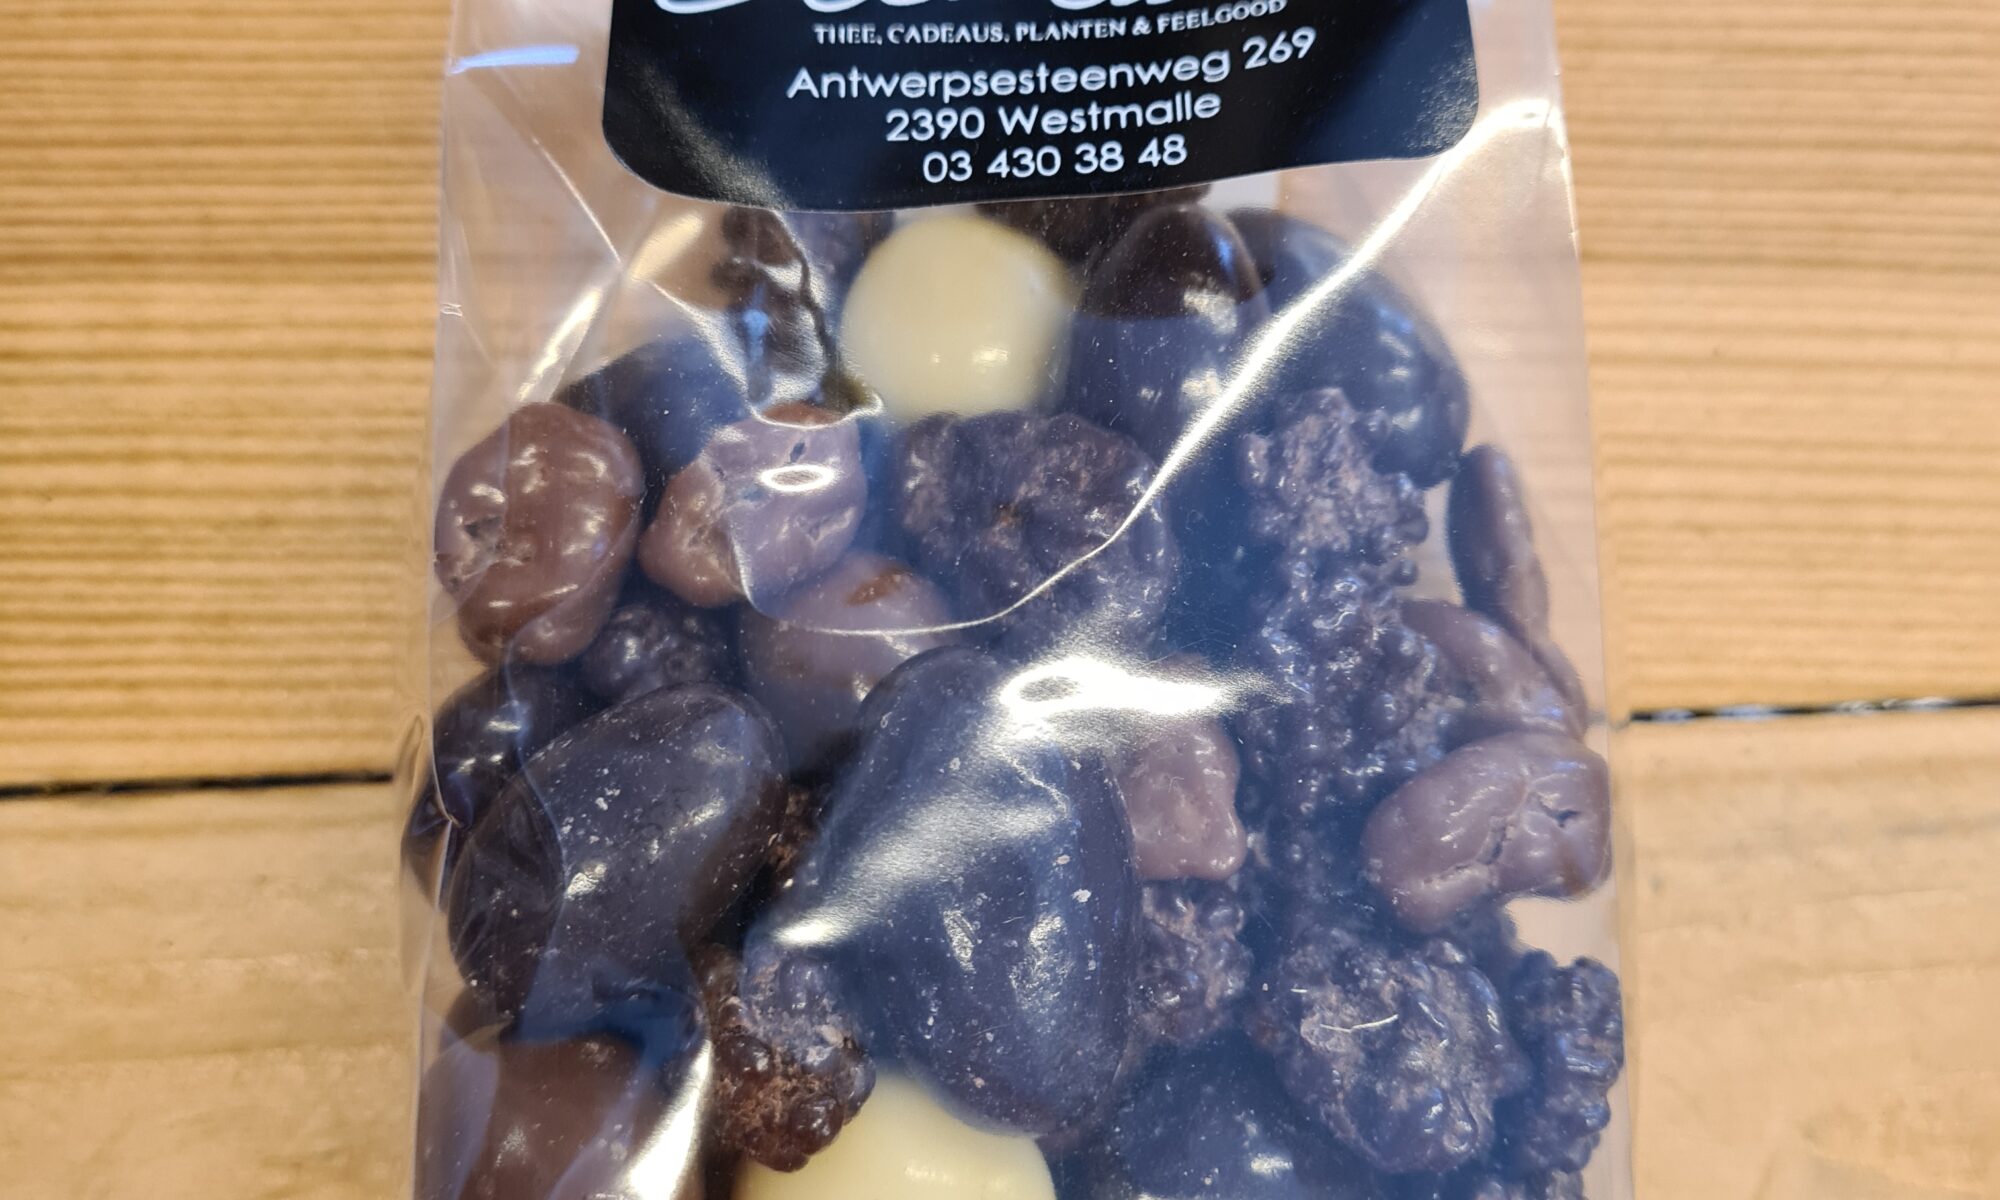 THEE, CADEAUS, PLANTEN & FEELGOOD
Antwerpsesteenweg 269
2390 Westmalle
03 430 38 48